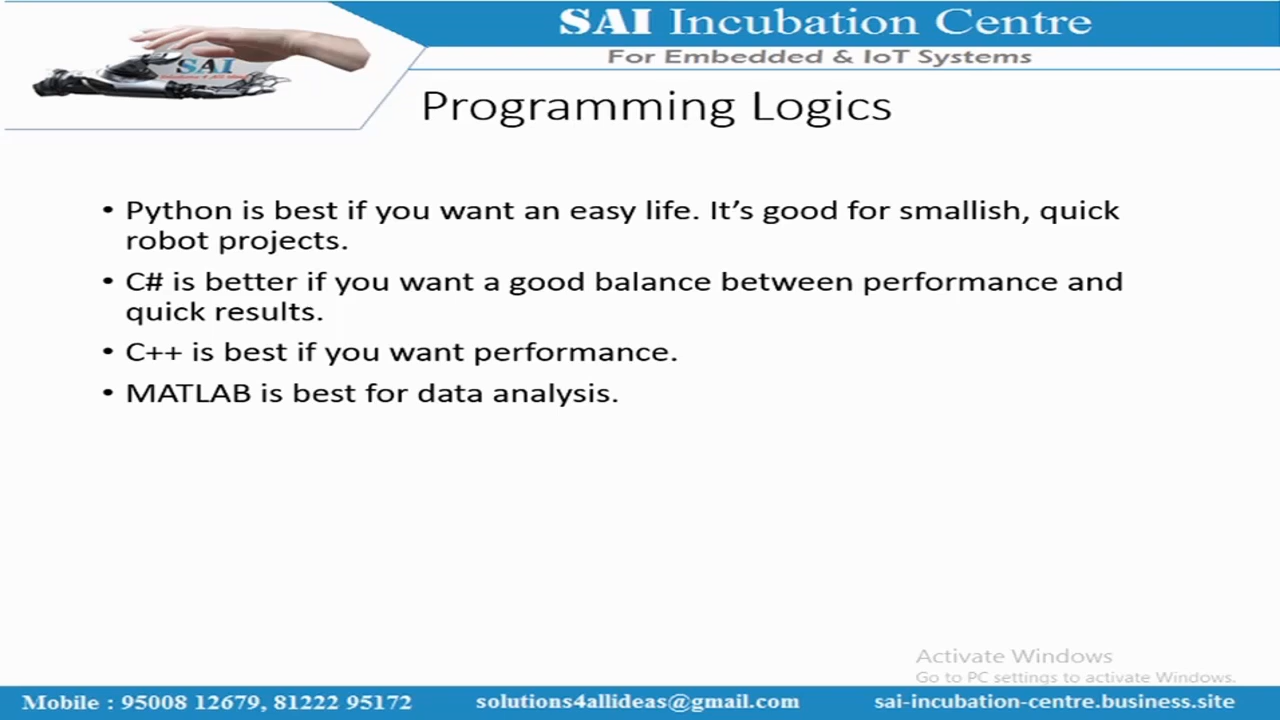 SAI Incubation Centre
For Embedded & IoT Systems
SAI
Programming Logics
• Python is best if you want an easy life. It’s good for smallish, quick
robot projects.
• C# is better if you want a good balance between performance and
quick results.
• C++ is best if you want performance.
• MATLAB is best for data analysis.
Activate Windows
Go to PC settings to activate Windows.
Mobile : 95008 12679, 81222 95172
solutions4allideas@gmail.com
sai-incubation-centre.business.site